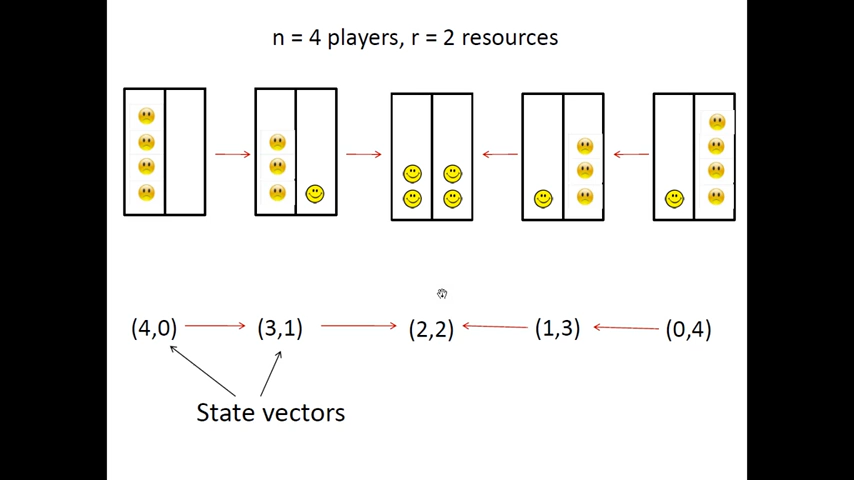 n = 4 players, r = 2 resources
(4,0) (3,1) (2,2) (1,3) (0,4)
State vectors